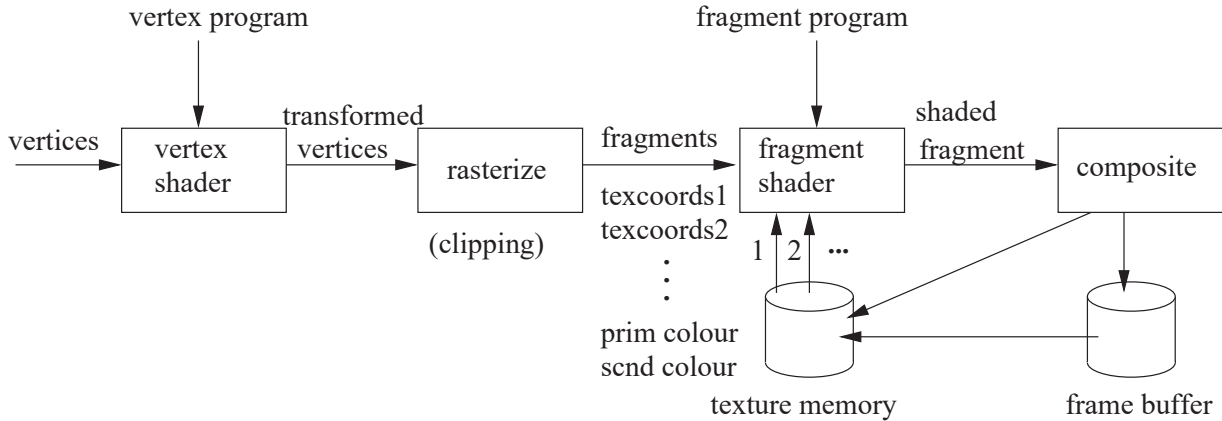 vertex program
fragment program
vertices
vertex
shader
transformed
vertices
rasterize
(clipping)
fragments
texcoords1
texcoords2
prim colour
scnd colour
fragment
shader
1
2
...
shaded
fragment
composite
texture memory
frame buffer